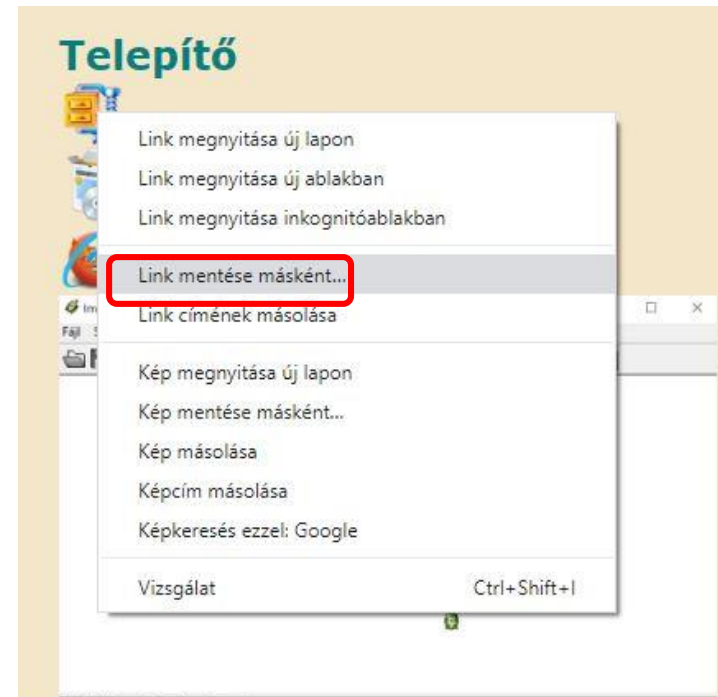 Telepítő
Link megnyitása új lapon
Link megnyitása új ablakban
Link megnyitása inkognitóablakban
Link mentése másként...
Link címének másolása
Kép megnyitása új lapon
Kép mentése másként...
Kép másolása
Képcím másolása
Képkeresés ezzel: Google
Vizsgálat Ctrl+Shift+I
Fájl